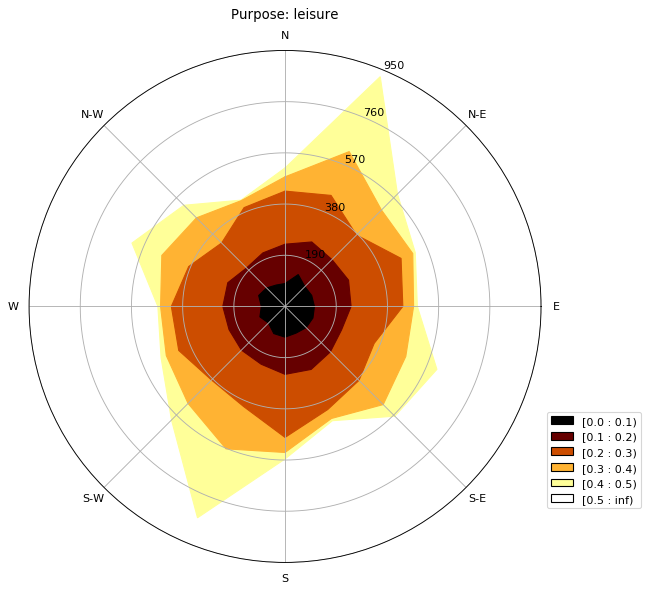 Purpose: leisure
N
950
N-W
N-E
760
570
380
190
W
E
[0.0 : 0.1)
[0.1 : 0.2)
[0.2 : 0.3)
[0.3 : 0.4)
[0.4 : 0.5)
[0.5 : inf)
S-W
S-E
S